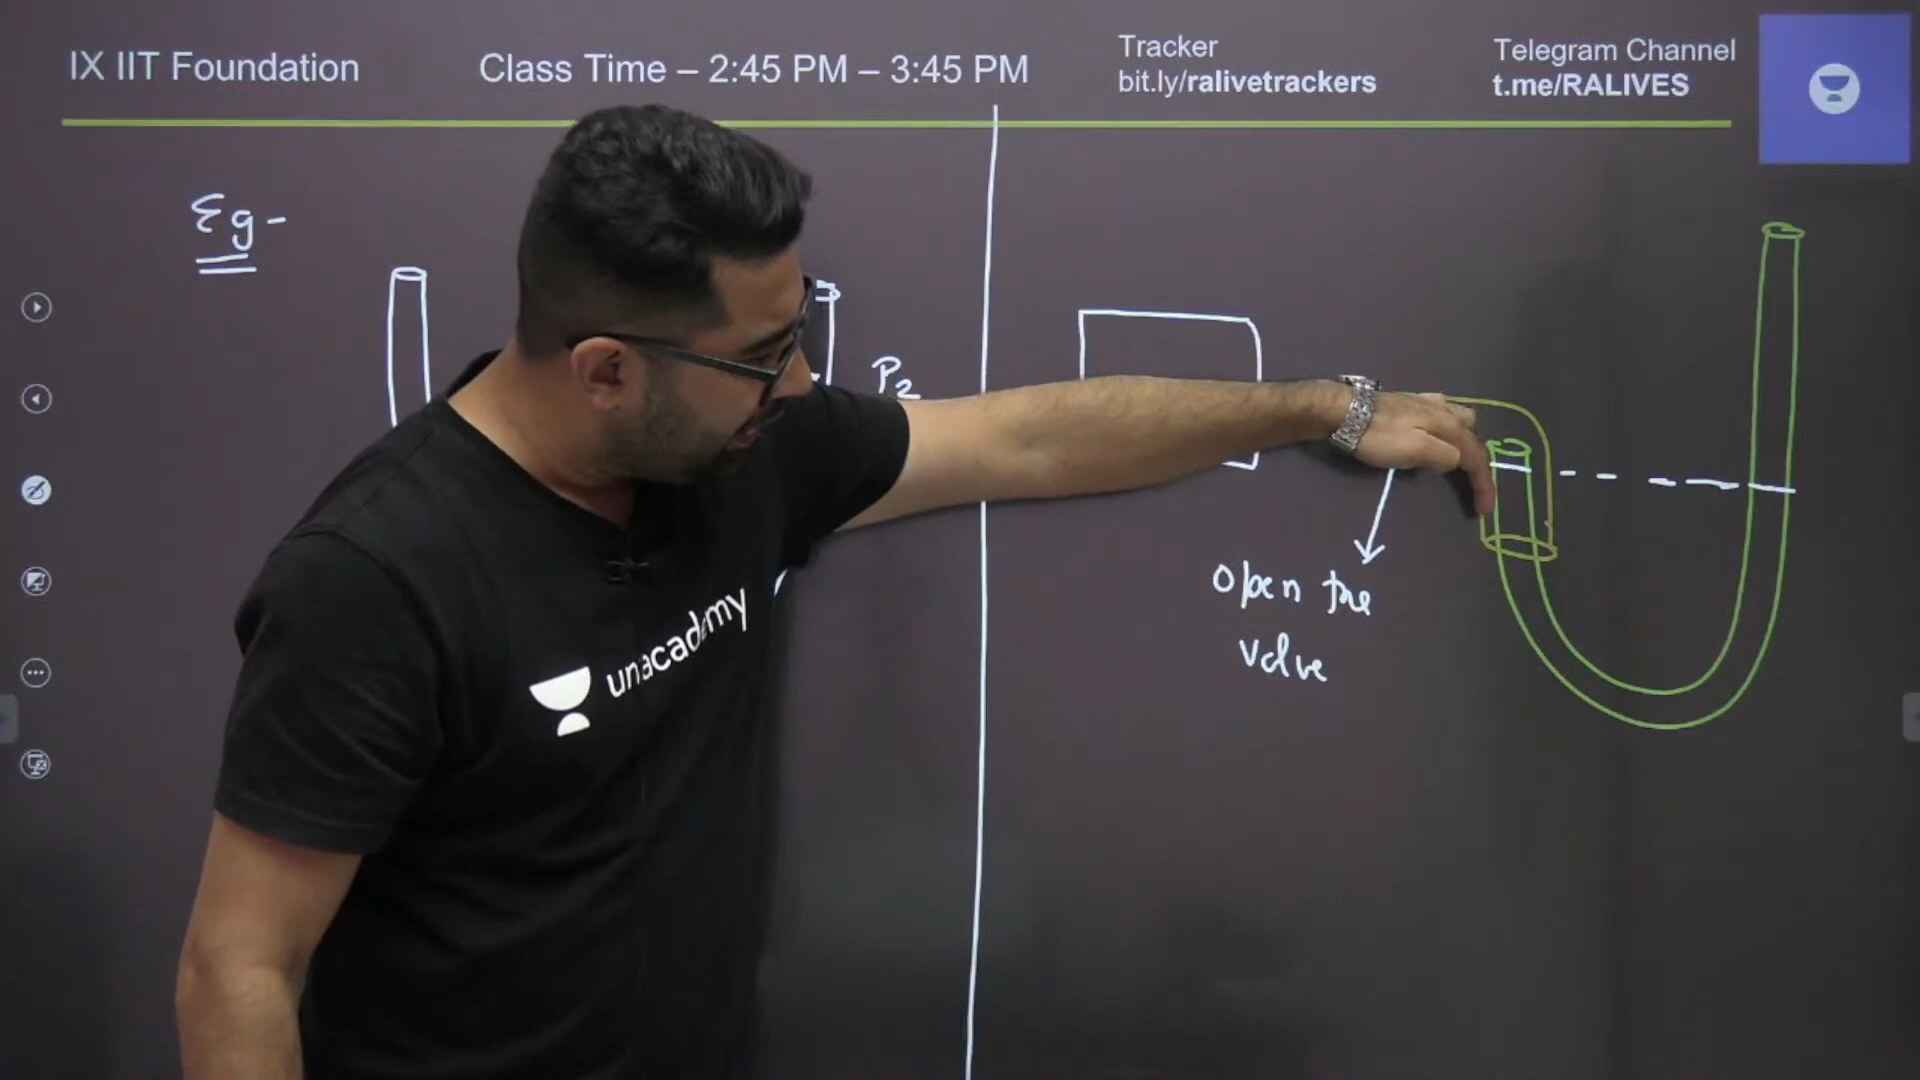 IX IIT Foundation
Class Time – 2:45 PM – 3:45 PM
Tracker
bit.ly/ralivetrackers
Telegram Channel
t.me/RALIVES
Eg-
P2
Open the
valve
unacademy